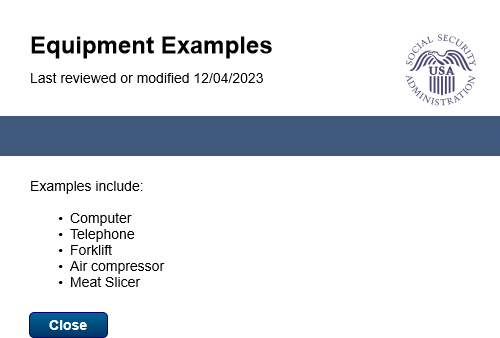 Equipment Examples
Last reviewed or modified 12/04/2023
SOCIAL SECURITY
USA
ADMINISTRATION
Examples include:
• Computer
• Telephone
• Forklift
• Air compressor
• Meat Slicer
Close